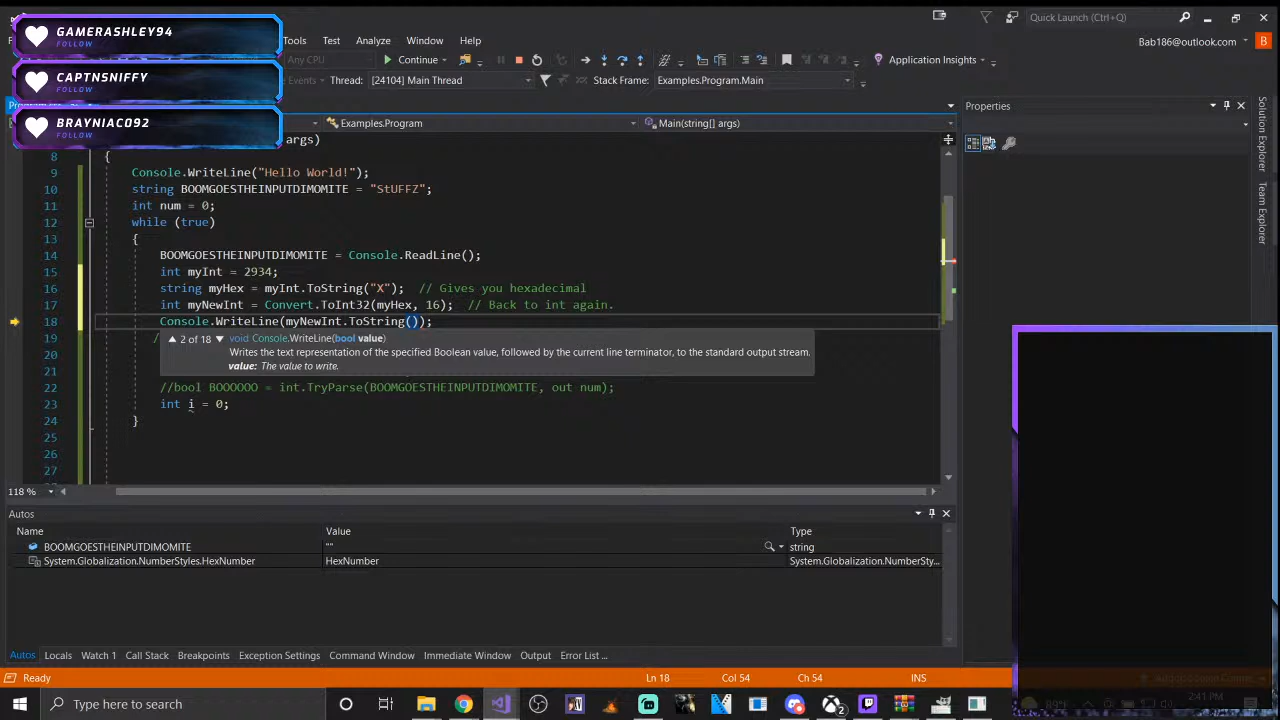 GAMERASHLEY94
FOLLOW
CAPTNSNIFFY
FOLLOW
BRAYNIAC092
FOLLOW
Tools Test Analyze Window Help
Quick Launch (Ctrl+Q)
Bab186@outlook.com B
Any CPU Continue Application Insights
Events Thread: [24104] Main Thread Stack Frame: Examples.Program.Main
Examples.Program Main(string[] args)
Properties
Solution Explorer
Team Explorer
args)
8 {
9 Console.WriteLine("Hello World!");
10 string BOOMGOESTHEINPUTDIMOMITE = "StUFFZ";
11 int num = 0;
12 while (true)
13 {
14 BOOMGOESTHEINPUTDIMOMITE = Console.ReadLine();
15 int myInt = 2934;
16 string myHex = myInt.ToString("X"); // Gives you hexadecimal
17 int myNewInt = Convert.ToInt32(myHex, 16); // Back to int again.
18 Console.WriteLine(myNewInt.ToString());
19 /
2 of 18 void Console.WriteLine(bool value)
Writes the text representation of the specified Boolean value, followed by the current line terminator, to the standard output stream.
value: The value to write.
20
21
22 //bool BOOOOOO = int.TryParse(BOOMGOESTHEINPUTDIMOMITE, out num);
23 int i = 0;
24 }
25
26
27
118 %
Autos
Name Value Type
BOOMGOESTHEINPUTDIMOMITE "" string
System.Globalization.NumberStyles.HexNumber HexNumber System.Globalization.NumberSty...
Autos Locals Watch 1 Call Stack Breakpoints Exception Settings Command Window Immediate Window Output Error List ...
Ready Ln 18 Col 54 Ch 54 INS
Type here to search
2:41 PM